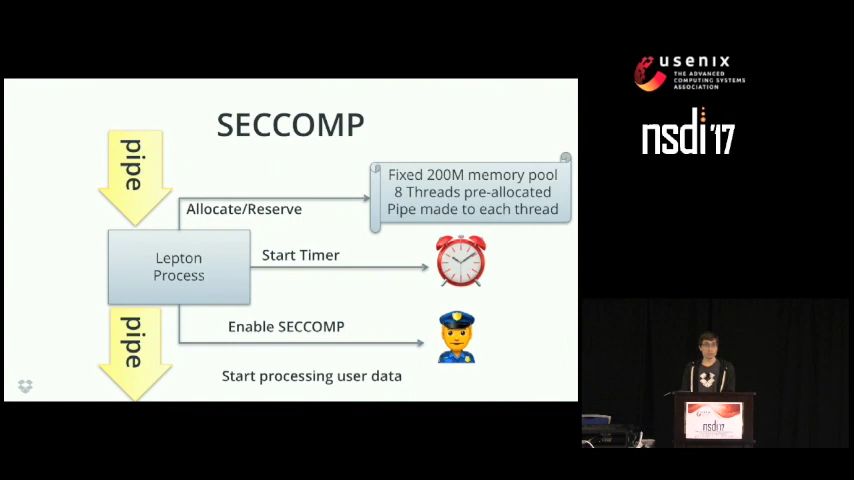 SECCOMP
pipe
Fixed 200M memory pool
8 Threads pre-allocated
Pipe made to each thread
Allocate/Reserve
Lepton
Process
Start Timer
Enable SECCOMP
pipe
Start processing user data
usenix
THE ADVANCED
COMPUTING SYSTEMS
ASSOCIATION
nsdi '17
nsdi'17